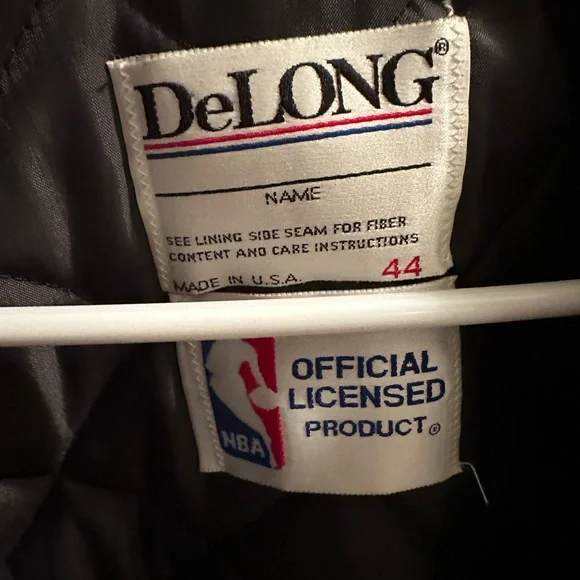 DeLONG®
NAME
SEE LINING SIDE SEAM FOR FIBER
CONTENT AND CARE INSTRUCTIONS
MADE IN U.S.A. 44
NBA
OFFICIAL
LICENSED
PRODUCT®